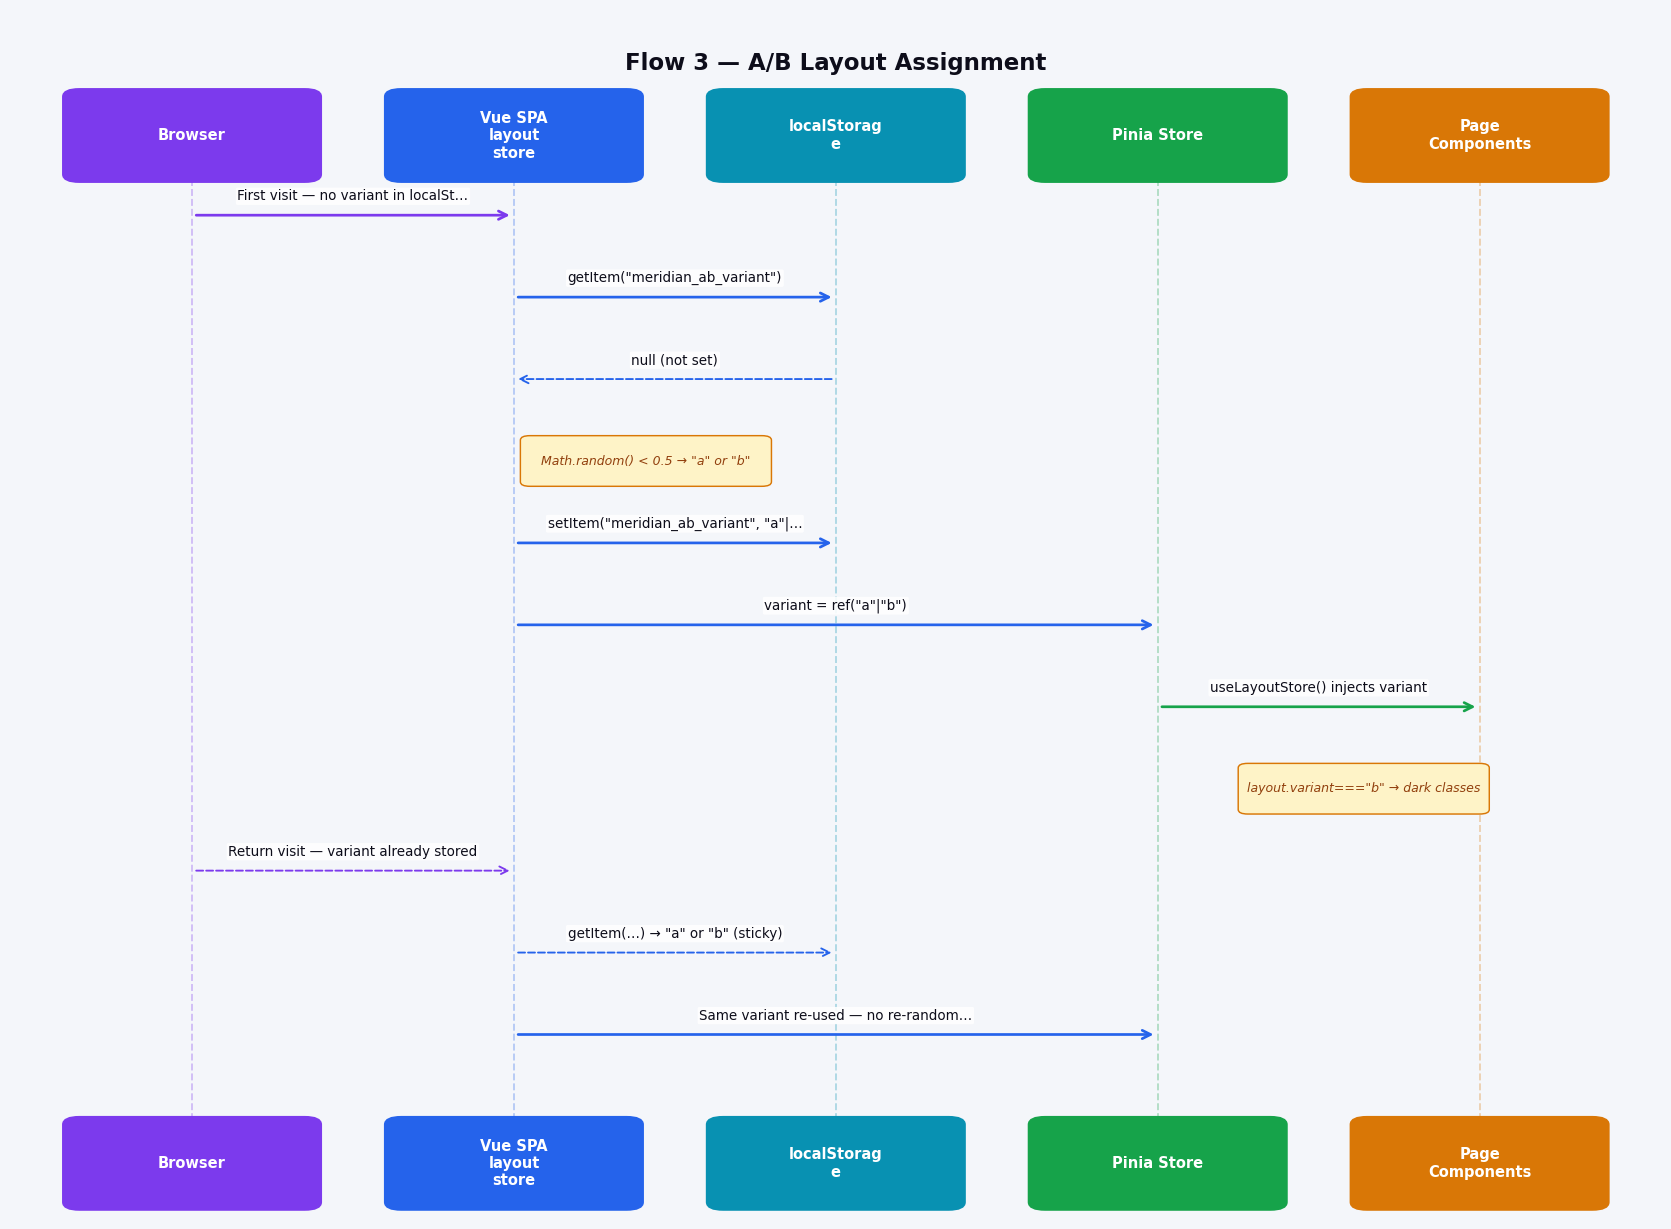 Flow 3 — A/B Layout Assignment
Browser
Vue SPA
layout
store
localStorag
e
Pinia Store
Page
Components
First visit — no variant in localSt…
getItem("meridian_ab_variant")
null (not set)
Math.random() < 0.5 → "a" or "b"
setItem("meridian_ab_variant", "a"|…
variant = ref("a"|"b")
useLayoutStore() injects variant
layout.variant==="b" → dark classes
Return visit — variant already stored
getItem(…) → "a" or "b" (sticky)
Same variant re-used — no re-random…
Browser
Vue SPA
layout
store
localStorag
e
Pinia Store
Page
Components